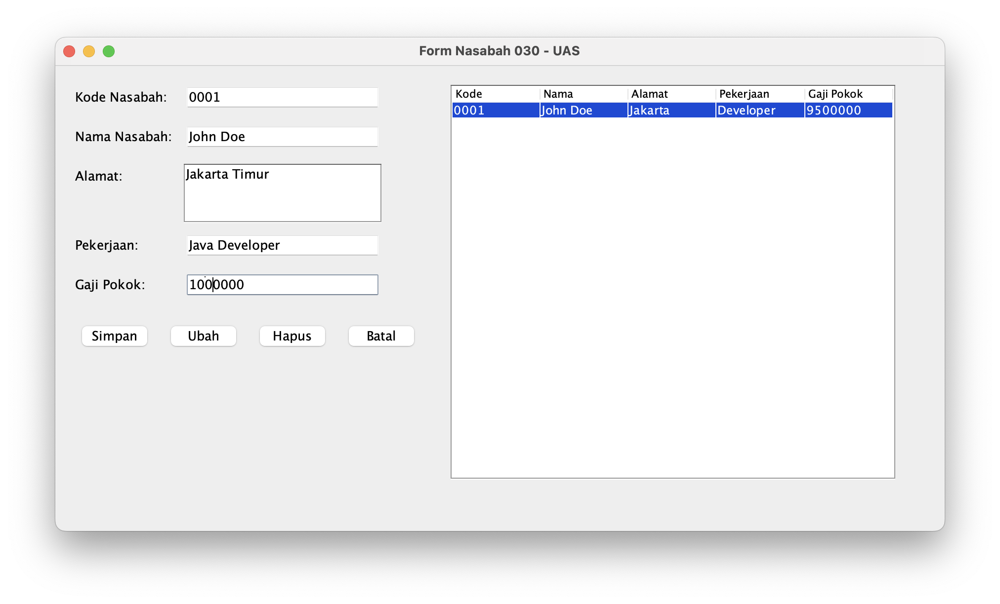 Form Nasabah 030 - UAS
Kode Nasabah: 0001
Nama Nasabah: John Doe
Alamat: Jakarta Timur
Pekerjaan: Java Developer
Gaji Pokok: 1000000
Simpan Ubah Hapus Batal
Kode Nama Alamat Pekerjaan Gaji Pokok
0001 John Doe Jakarta Developer 9500000